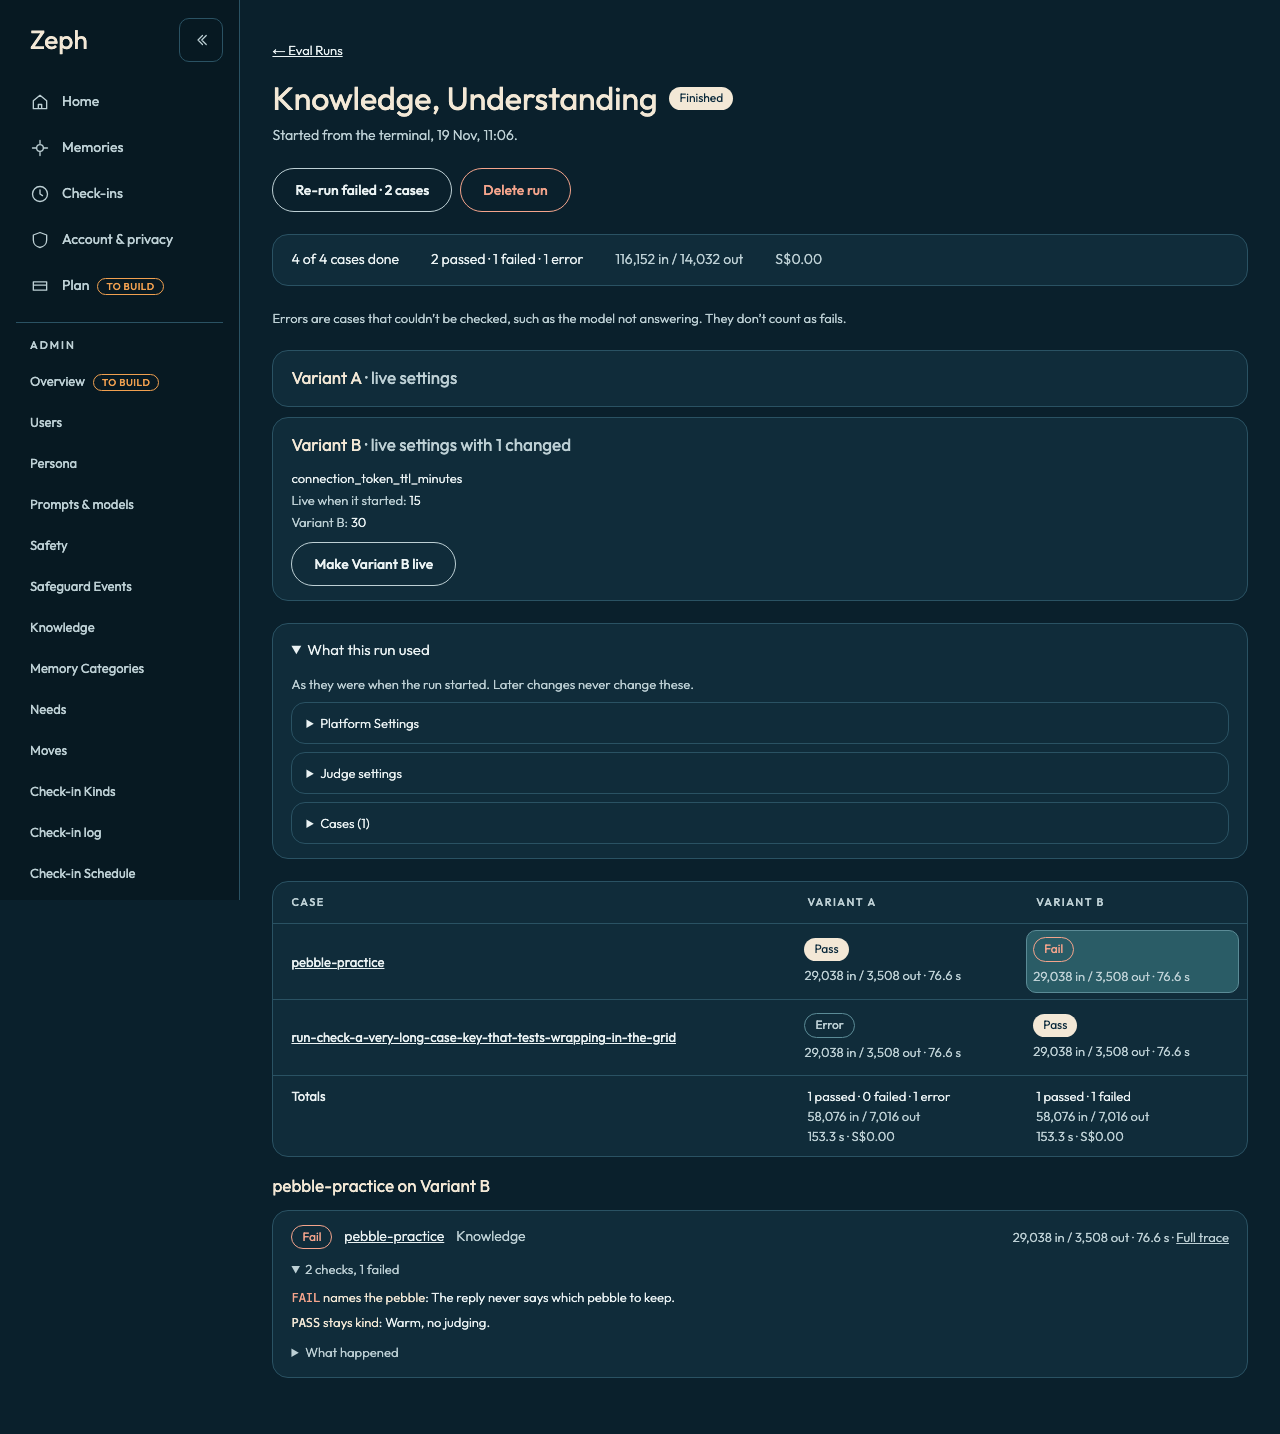 Zeph
Home
Memories
Check-ins
Account & privacy
Plan TO BUILD
ADMIN
Overview TO BUILD
Users
Persona
Prompts & models
Safety
Safeguard Events
Knowledge
Memory Categories
Needs
Moves
Check-in Kinds
Check-in log
Check-in Schedule
← Eval Runs
Knowledge, Understanding Finished
Started from the terminal, 19 Nov, 11:06.
Re-run failed · 2 cases Delete run
4 of 4 cases done 2 passed · 1 failed · 1 error 116,152 in / 14,032 out S$0.00
Errors are cases that couldn’t be checked, such as the model not answering. They don’t count as fails.
Variant A · live settings
Variant B · live settings with 1 changed
connection_token_ttl_minutes
Live when it started: 15
Variant B: 30
Make Variant B live
▼ What this run used
As they were when the run started. Later changes never change these.
▶ Platform Settings
▶ Judge settings
▶ Cases (1)
CASE VARIANT A VARIANT B
pebble-practice
Pass
29,038 in / 3,508 out · 76.6 s
Fail
29,038 in / 3,508 out · 76.6 s
run-check-a-very-long-case-key-that-tests-wrapping-in-the-grid
Error
29,038 in / 3,508 out · 76.6 s
Pass
29,038 in / 3,508 out · 76.6 s
Totals
1 passed · 0 failed · 1 error
58,076 in / 7,016 out
153.3 s · S$0.00
1 passed · 1 failed
58,076 in / 7,016 out
153.3 s · S$0.00
pebble-practice on Variant B
Fail pebble-practice Knowledge 29,038 in / 3,508 out · 76.6 s · Full trace
▼ 2 checks, 1 failed
FAIL names the pebble: The reply never says which pebble to keep.
PASS stays kind: Warm, no judging.
▶ What happened